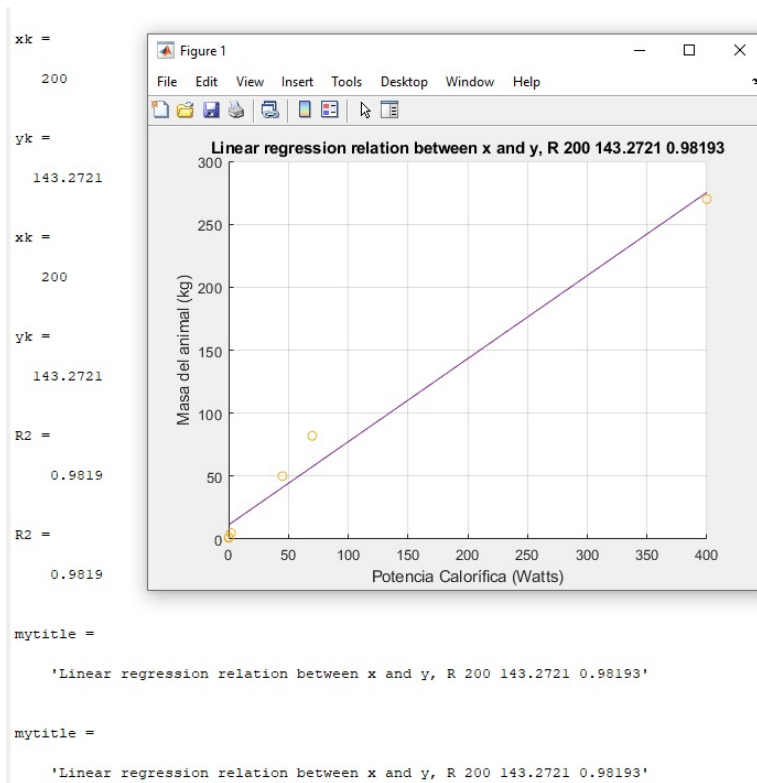 xk =
200
yk =
143.2721
xk =
200
yk =
143.2721
R2 =
0.9819
R2 =
0.9819
mytitle =
'Linear regression relation between x and y, R 200 143.2721 0.98193'
mytitle =
'Linear regression relation between x and y, R 200 143.2721 0.98193'
Figure 1
File Edit View Insert Tools Desktop Window Help
Linear regression relation between x and y, R 200 143.2721 0.98193
300
250
200
150
100
50
0
Masa del animal (kg)
0 50 100 150 200 250 300 350 400
Potencia Calorífica (Watts)